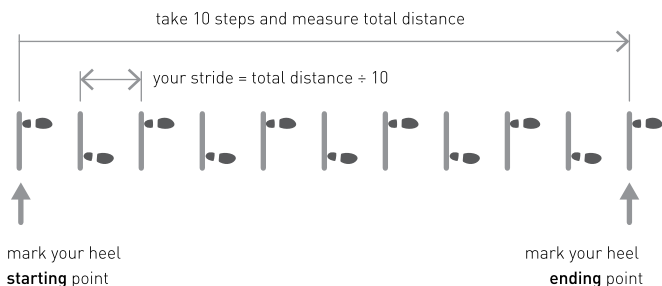 take 10 steps and measure total distance
your stride = total distance ÷ 10
mark your heel
starting point
mark your heel
ending point